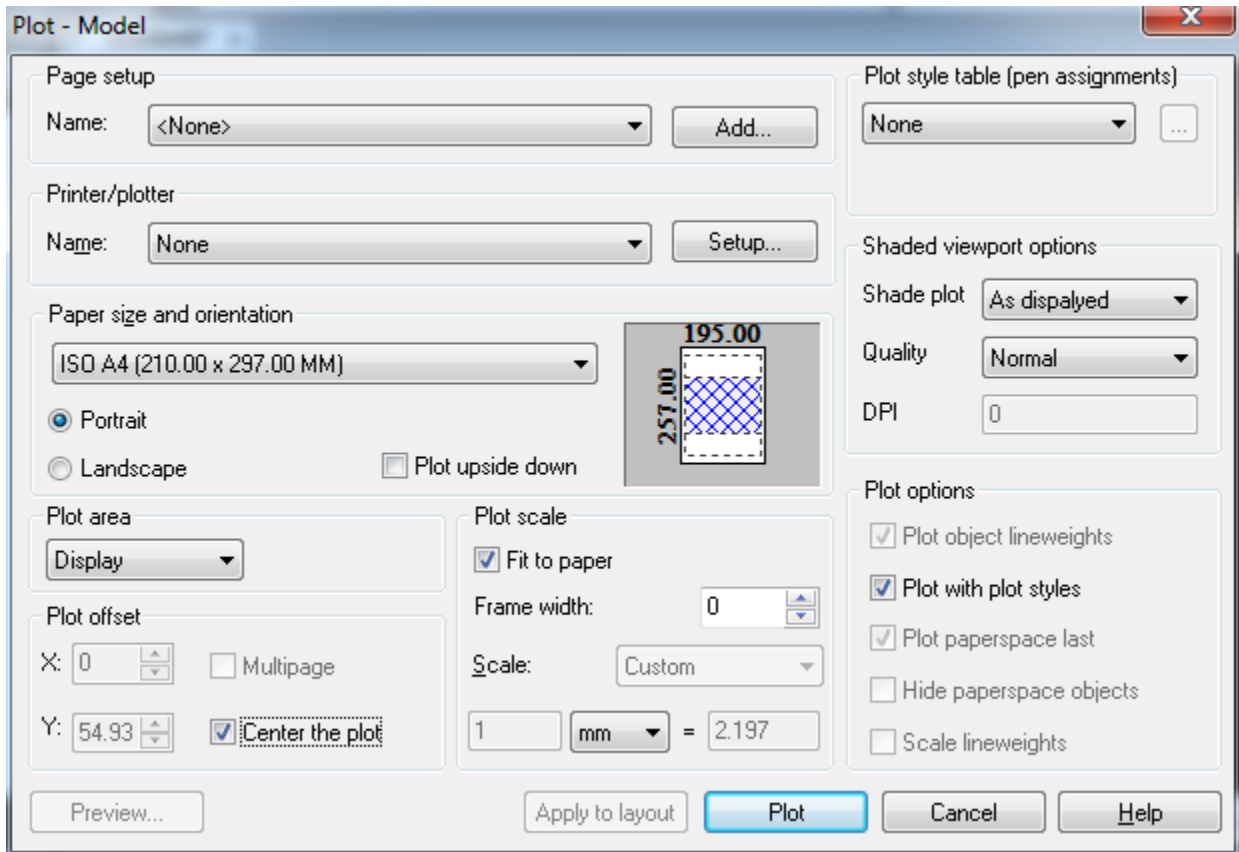 Plot - Model
Page setup
Name:
<None>
Add...
Printer/plotter
Name:
None
Setup...
Paper size and orientation
ISO A4 (210.00 x 297.00 MM)
Portrait
Landscape
Plot upside down
195.00
257.00
Plot area
Display
Plot offset
X:
0
Multipage
Y:
54.93
Center the plot
Plot scale
Fit to paper
Frame width:
0
Scale:
Custom
1
mm
=
2.197
Plot style table (pen assignments)
None
...
Shaded viewport options
Shade plot
As dispalyed
Quality
Normal
DPI
0
Plot options
Plot object lineweights
Plot with plot styles
Plot paperspace last
Hide paperspace objects
Scale lineweights
Preview...
Apply to layout
Plot
Cancel
Help